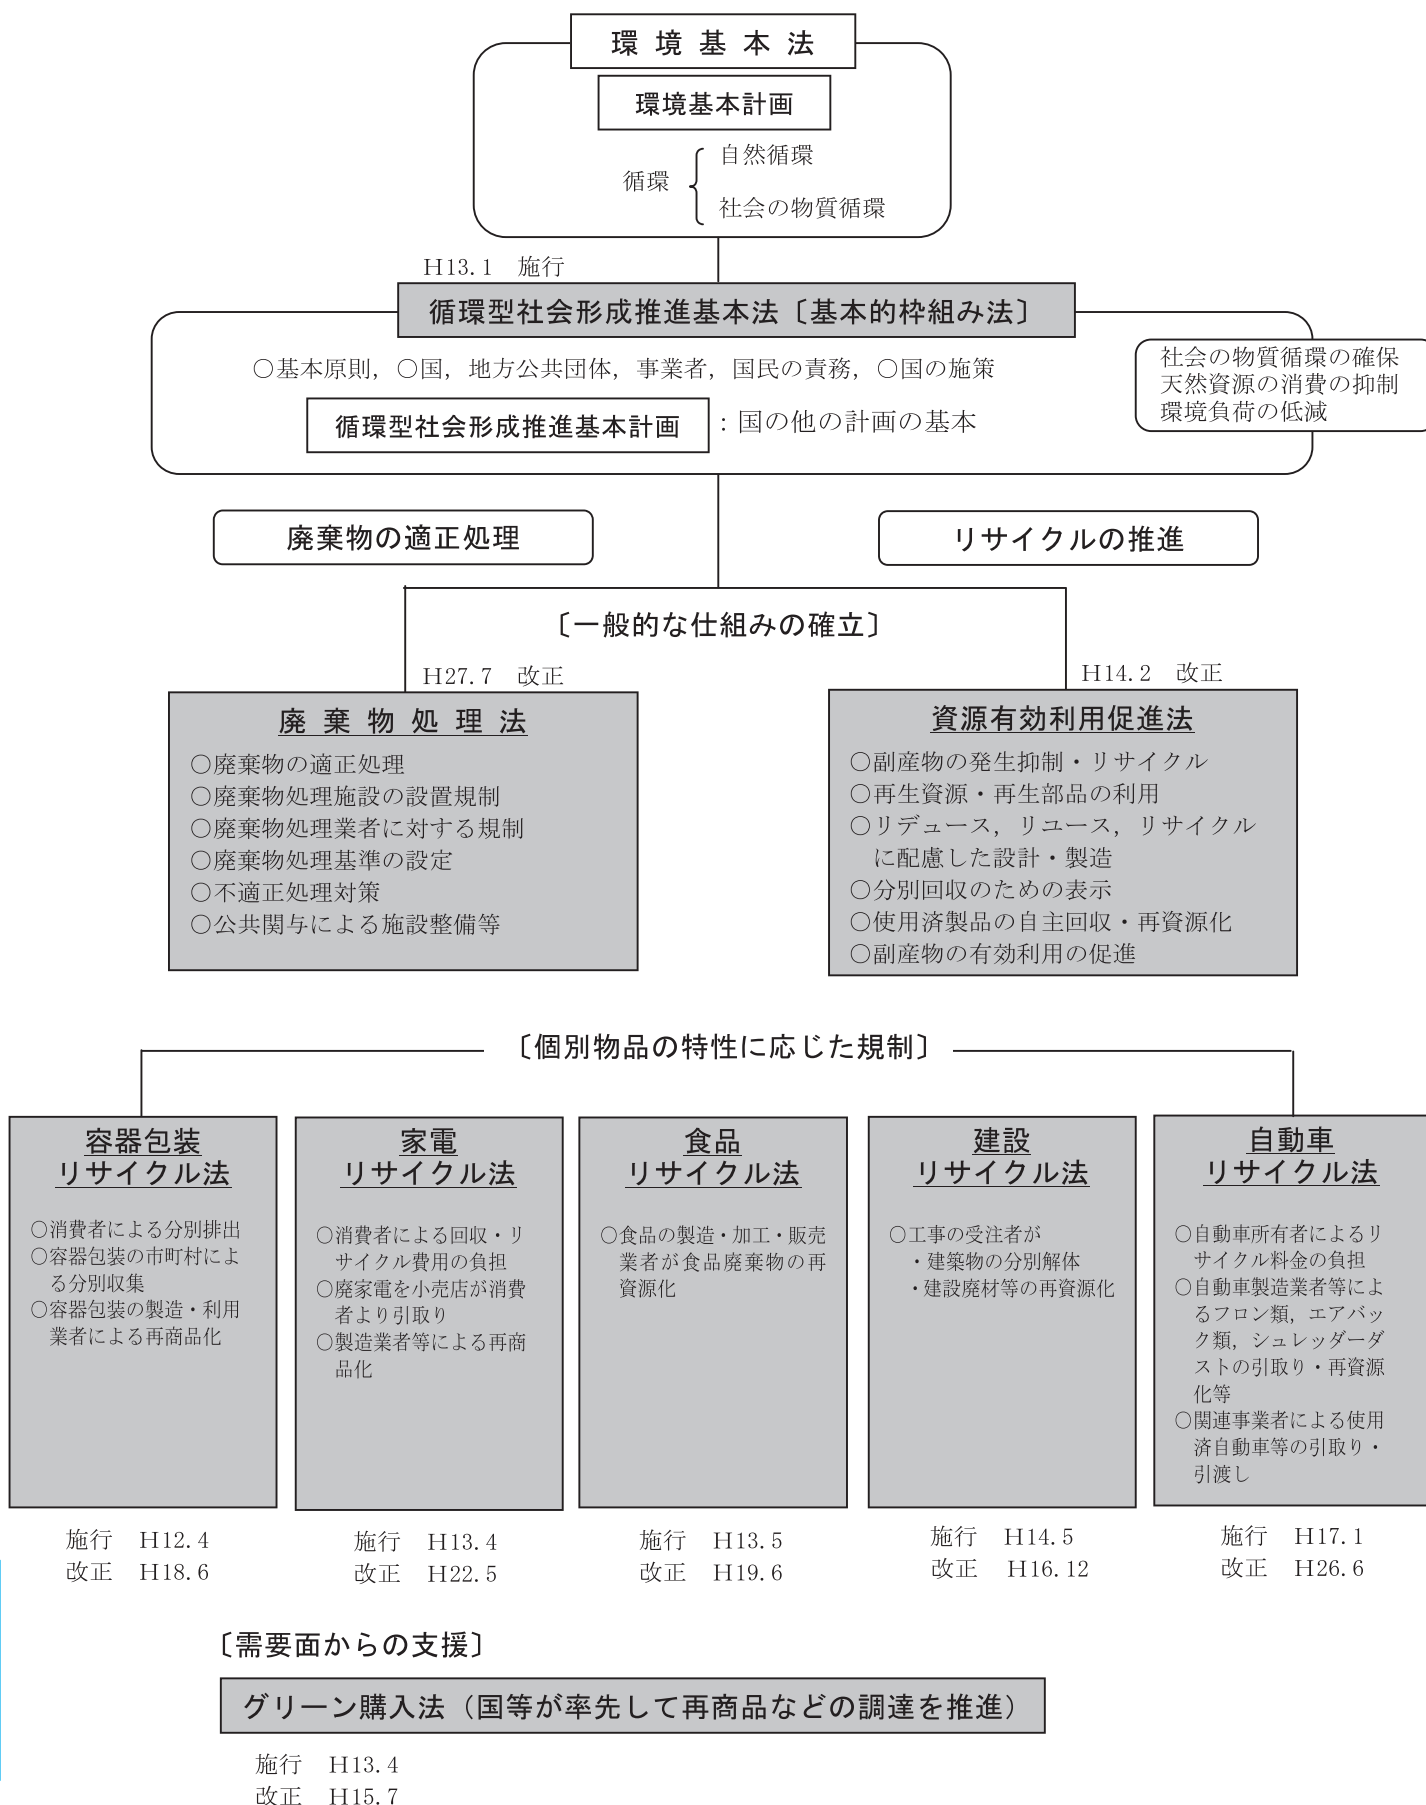 環境基本法
環境基本計画
循環
自然循環
社会の物質循環
H13.1　施行
循環型社会形成推進基本法〔基本的枠組み法〕
○基本原則，○国，地方公共団体，事業者，国民の責務，○国の施策
循環型社会形成推進基本計画
：国の他の計画の基本
社会の物質循環の確保
天然資源の消費の抑制
環境負荷の低減
廃棄物の適正処理
リサイクルの推進
〔一般的な仕組みの確立〕
H27.7　改正
廃棄物処理法
○廃棄物の適正処理
○廃棄物処理施設の設置規制
○廃棄物処理業者に対する規制
○廃棄物処理基準の設定
○不適正処理対策
○公共関与による施設整備等
H14.2　改正
資源有効利用促進法
○副産物の発生抑制・リサイクル
○再生資源・再生部品の利用
○リデュース，リユース，リサイクル
に配慮した設計・製造
○分別回収のための表示
○使用済製品の自主回収・再資源化
○副産物の有効利用の促進
〔個別物品の特性に応じた規制〕
容器包装
リサイクル法
○消費者による分別排出
○容器包装の市町村によ
る分別収集
○容器包装の製造・利用
業者による再商品化
施行　H12.4
改正　H18.6
家電
リサイクル法
○消費者による回収・リ
サイクル費用の負担
○廃家電を小売店が消費
者より引取り
○製造業者等による再商
品化
施行　H13.4
改正　H22.5
食品
リサイクル法
○食品の製造・加工・販売
業者が食品廃棄物の再
資源化
施行　H13.5
改正　H19.6
建設
リサイクル法
○工事の受注者が
・建築物の分別解体
・建設廃材等の再資源化
施行　H14.5
改正　H16.12
自動車
リサイクル法
○自動車所有者によるリ
サイクル料金の負担
○自動車製造業者等によ
るフロン類，エアバッ
ク類，シュレッダーダ
ストの引取り・再資源
化等
○関連事業者による使用
済自動車等の引取り・
引渡し
施行　H17.1
改正　H26.6
〔需要面からの支援〕
グリーン購入法（国等が率先して再商品などの調達を推進）
施行　H13.4
改正　H15.7